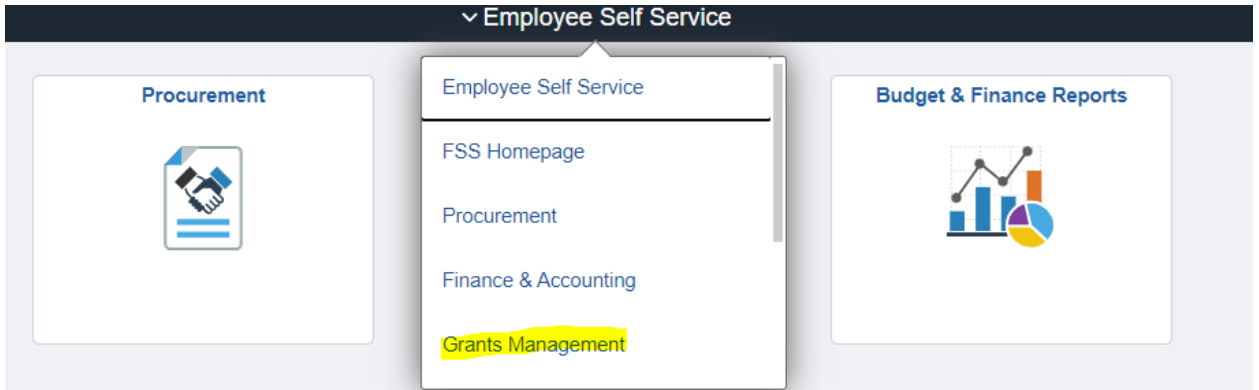 Employee Self Service
Procurement
Employee Self Service
FSS Homepage
Procurement
Finance & Accounting
Grants Management
Budget & Finance Reports